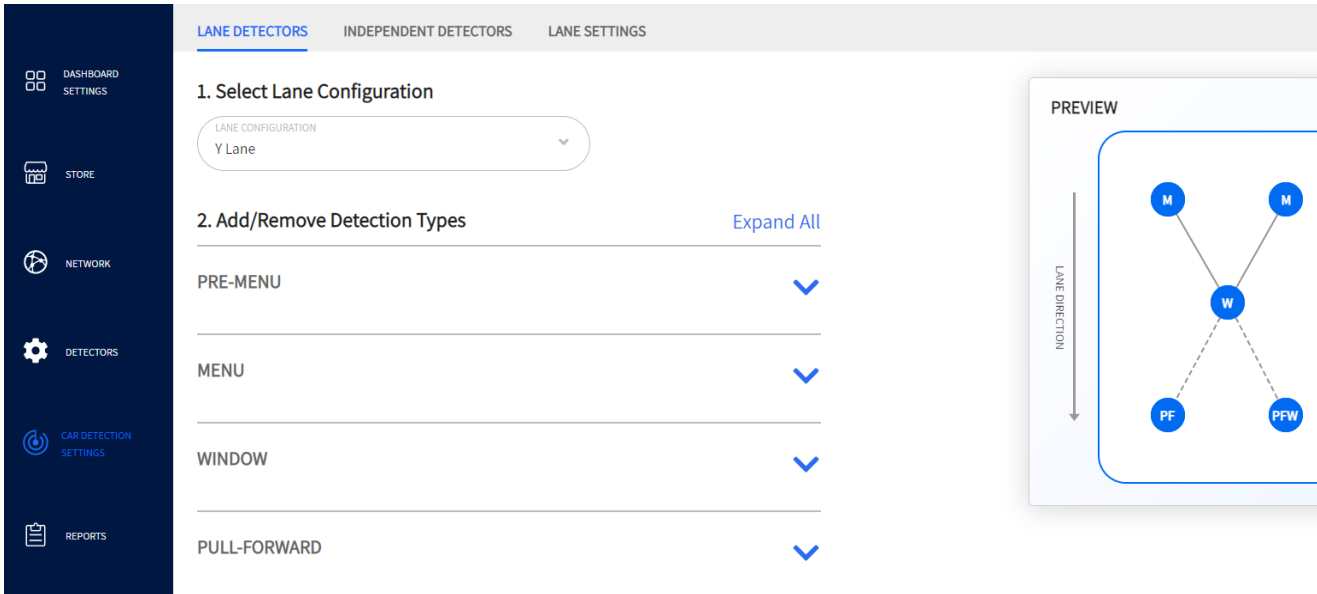 DASHBOARD
SETTINGS
STORE
NETWORK
DETECTORS
CAR DETECTION
SETTINGS
REPORTS
LANE DETECTORS
INDEPENDENT DETECTORS
LANE SETTINGS
1. Select Lane Configuration
LANE CONFIGURATION
Y Lane
2. Add/Remove Detection Types
Expand All
PRE-MENU
MENU
WINDOW
PULL-FORWARD
PREVIEW
LANE DIRECTION
M
M
W
PF
PFW